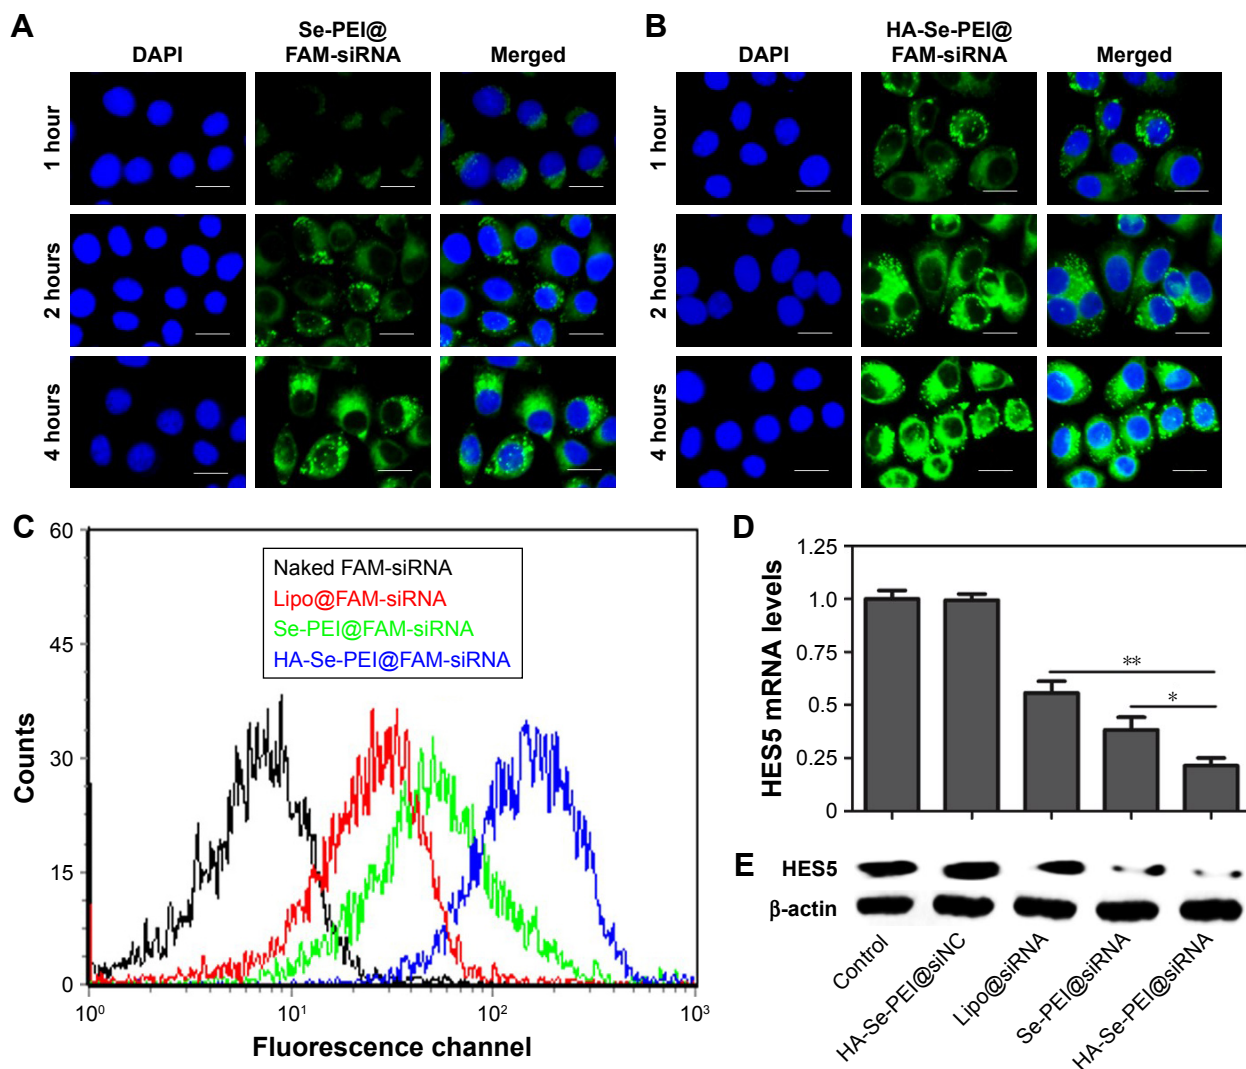 A
Se-PEI@
DAPI FAM-siRNA Merged
1 hour
2 hours
4 hours
B
HA-Se-PEI@
DAPI FAM-siRNA Merged
1 hour
2 hours
4 hours
C
60
45
30
15
0
Counts
Naked FAM-siRNA
Lipo@FAM-siRNA
Se-PEI@FAM-siRNA
HA-Se-PEI@FAM-siRNA
10⁰ 10¹ 10² 10³
Fluorescence channel
D
HES5 mRNA levels
1.25
1.0
0.75
0.5
0.25
0
**
*
E
HES5
β-actin
Control
HA-Se-PEI@siNC
Lipo@siRNA
Se-PEI@siRNA
HA-Se-PEI@siRNA